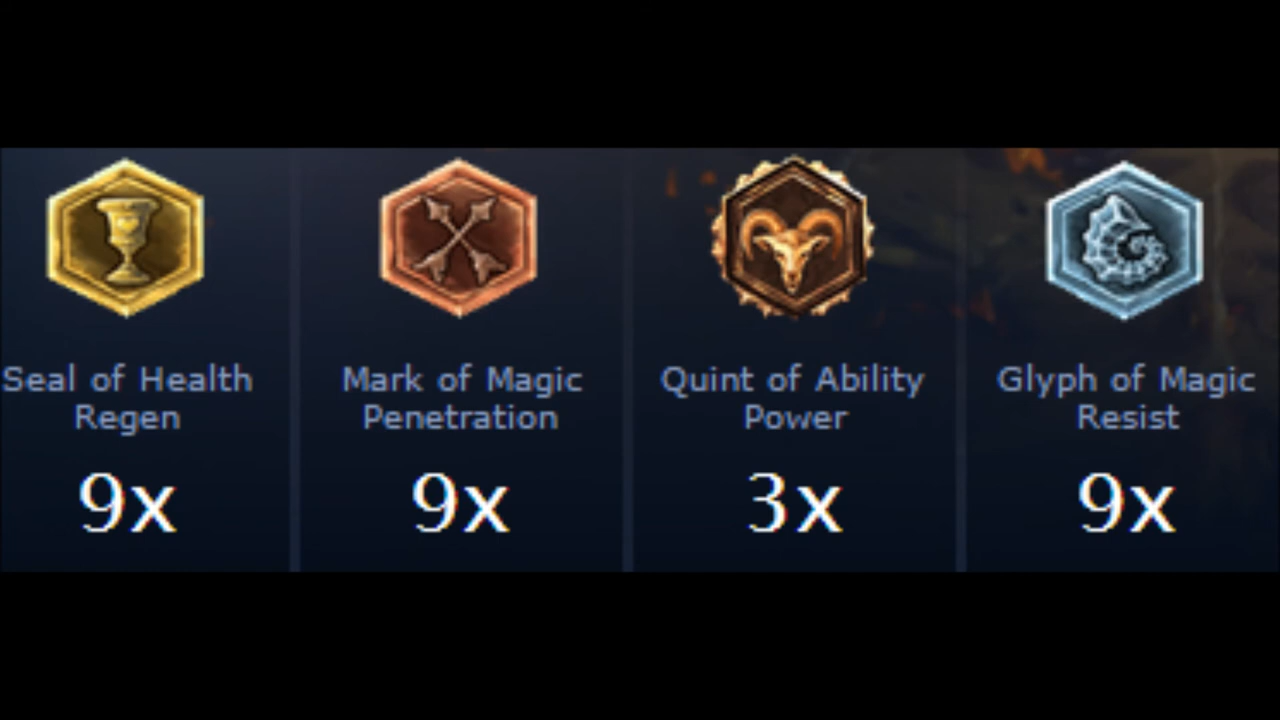 Seal of Health
Regen
9x
Mark of Magic
Penetration
9x
Quint of Ability
Power
3x
Glyph of Magic
Resist
9x